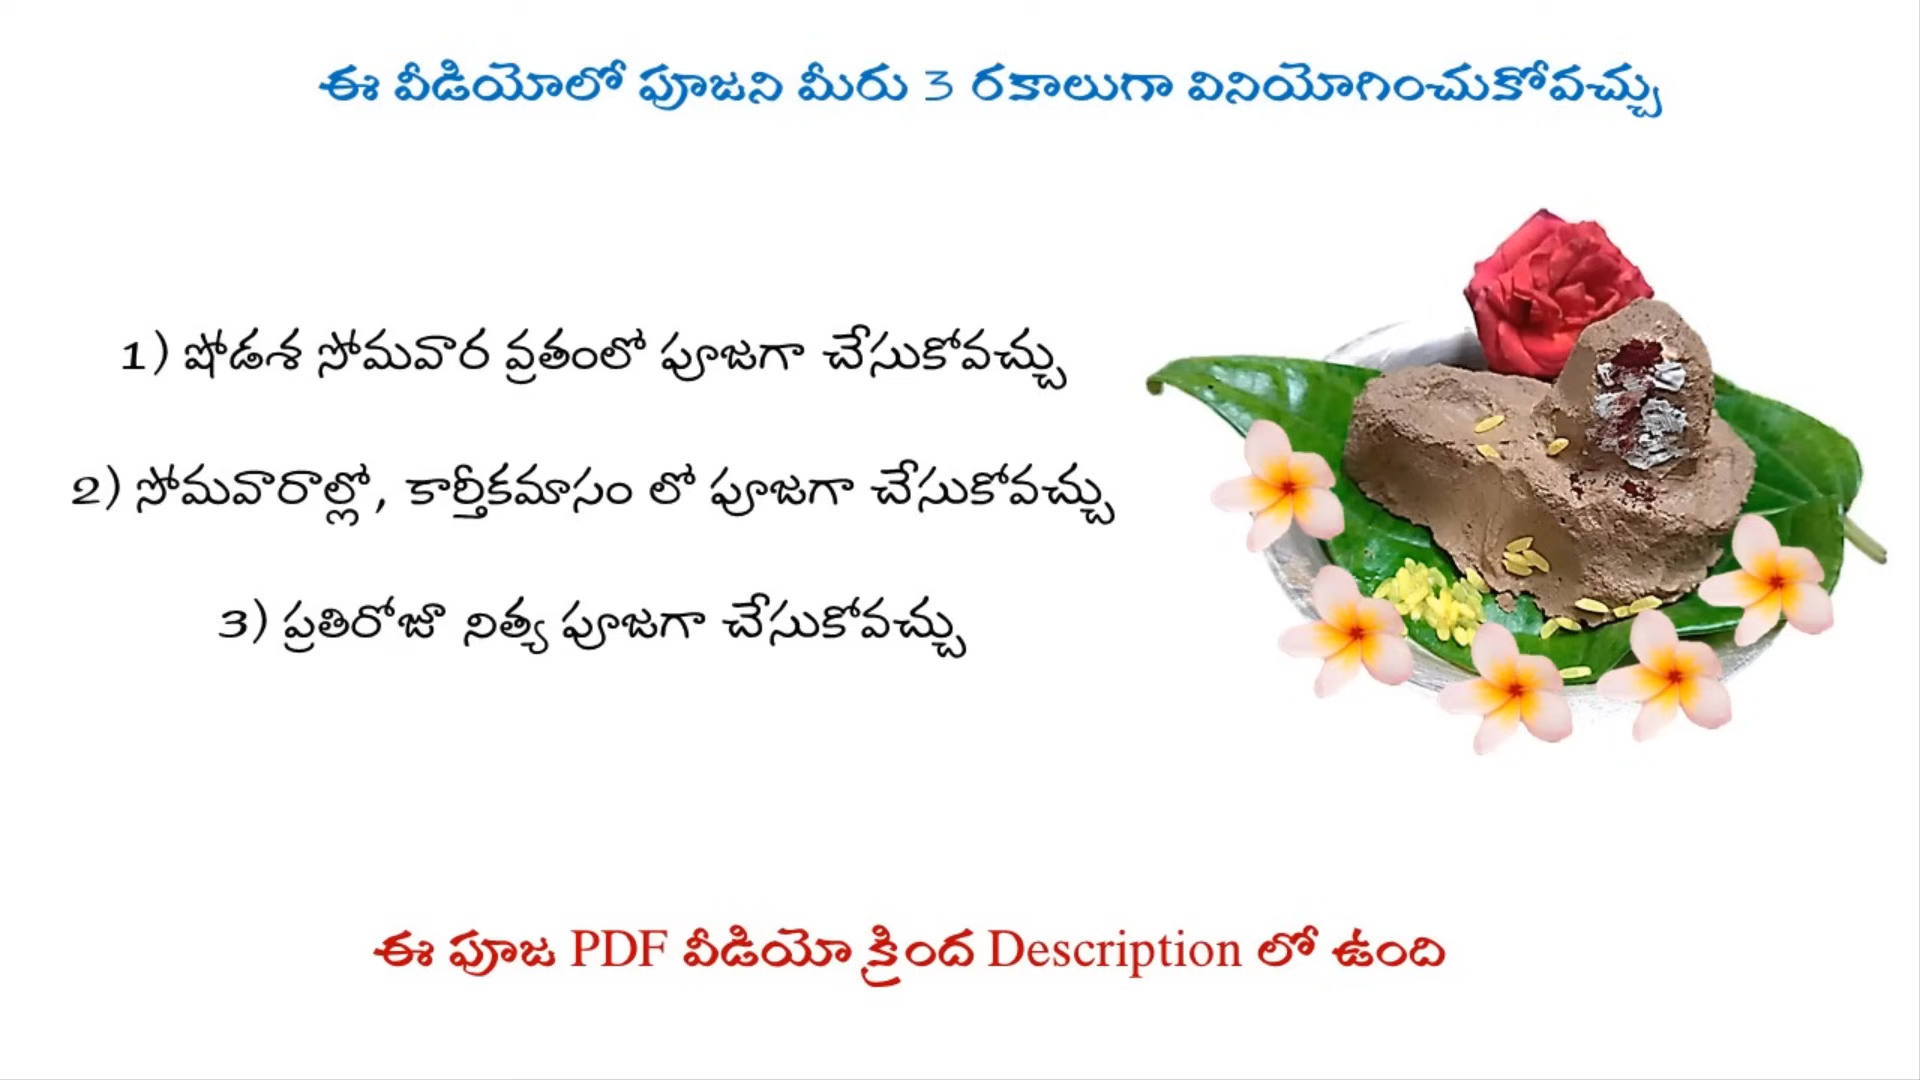 ఈ వీడియోలో పూజని మీరు 3 రకాలుగా వినియోగించుకోవచ్చు
1) షోడశ సోమవార వ్రతంలో పూజగా చేసుకోవచ్చు
2) సోమవారాల్లో, కార్తీకమాసం లో పూజగా చేసుకోవచ్చు
3) ప్రతిరోజూ నిత్య పూజగా చేసుకోవచ్చు
ఈ పూజ PDF వీడియో క్రింద Description లో ఉంది